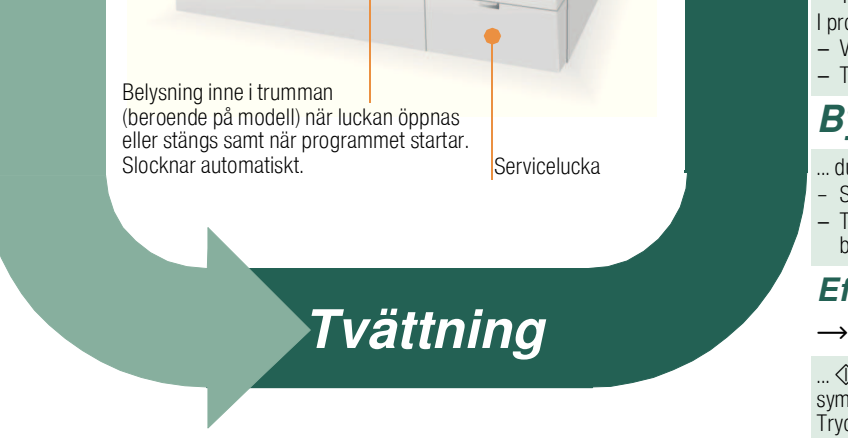 Belysning inne i trumman
(beroende på modell) när luckan öppnas
eller stängs samt när programmet startar.
Slocknar automatiskt.
Servicelucka
Tvättning
I
–
–
...
–
–
→
...